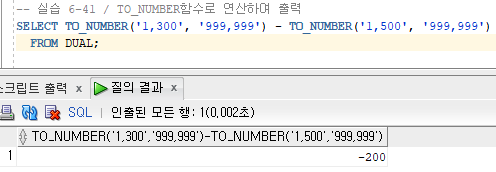 -- 실습 6-41 / TO_NUMBER함수로 연산하여 출력
SELECT TO_NUMBER('1,300', '999,999') - TO_NUMBER('1,500', '999,999')
FROM DUAL;
스크립트 출력 x 질의 결과 x
SQL | 인출된 모든 행: 1(0,002초)
TO_NUMBER('1,300','999,999')-TO_NUMBER('1,500','999,999')
1 -200